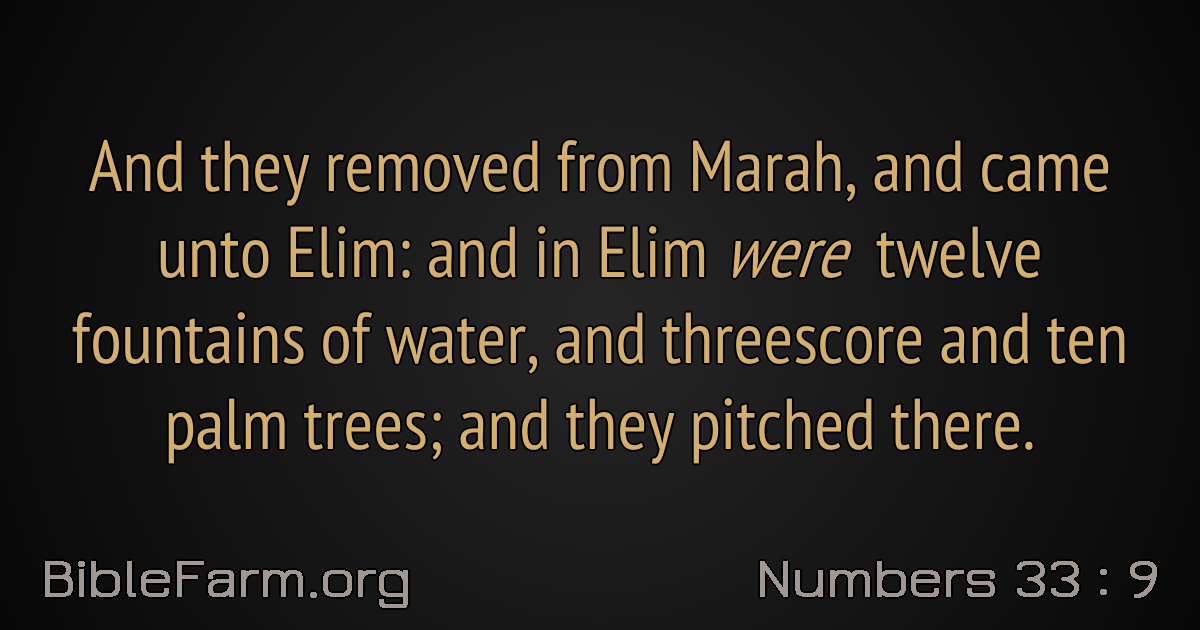 And they removed from Marah, and came
unto Elim: and in Elim were twelve
fountains of water, and threescore and ten
palm trees; and they pitched there.
BibleFarm.org
Numbers 33 : 9